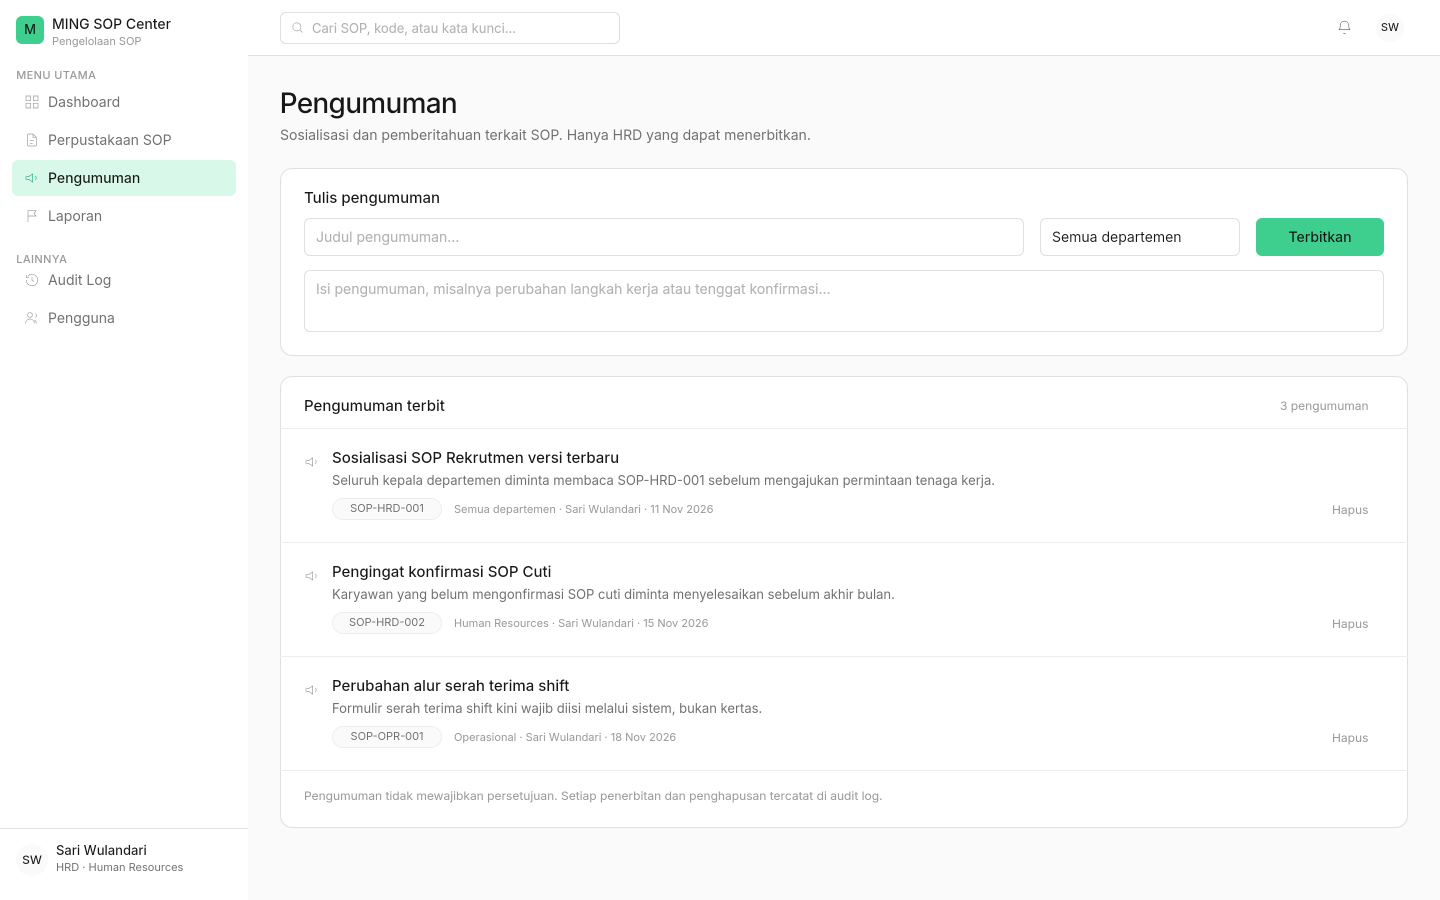 M
MING SOP Center
Pengelolaan SOP
MENU UTAMA
Dashboard
Perpustakaan SOP
Pengumuman
Laporan
LAINNYA
Audit Log
Pengguna
Sari Wulandari
SW
HRD · Human Resources
Cari SOP, kode, atau kata kunci...
SW
Pengumuman
Sosialisasi dan pemberitahuan terkait SOP. Hanya HRD yang dapat menerbitkan.
Tulis pengumuman
Judul pengumuman...
Semua departemen
Terbitkan
Isi pengumuman, misalnya perubahan langkah kerja atau tenggat konfirmasi...
Pengumuman terbit
3 pengumuman
Sosialisasi SOP Rekrutmen versi terbaru
Seluruh kepala departemen diminta membaca SOP-HRD-001 sebelum mengajukan permintaan tenaga kerja.
SOP-HRD-001
Semua departemen · Sari Wulandari · 11 Nov 2026
Hapus
Pengingat konfirmasi SOP Cuti
Karyawan yang belum mengonfirmasi SOP cuti diminta menyelesaikan sebelum akhir bulan.
SOP-HRD-002
Human Resources · Sari Wulandari · 15 Nov 2026
Hapus
Perubahan alur serah terima shift
Formulir serah terima shift kini wajib diisi melalui sistem, bukan kertas.
SOP-OPR-001
Operasional · Sari Wulandari · 18 Nov 2026
Hapus
Pengumuman tidak mewajibkan persetujuan. Setiap penerbitan dan penghapusan tercatat di audit log.